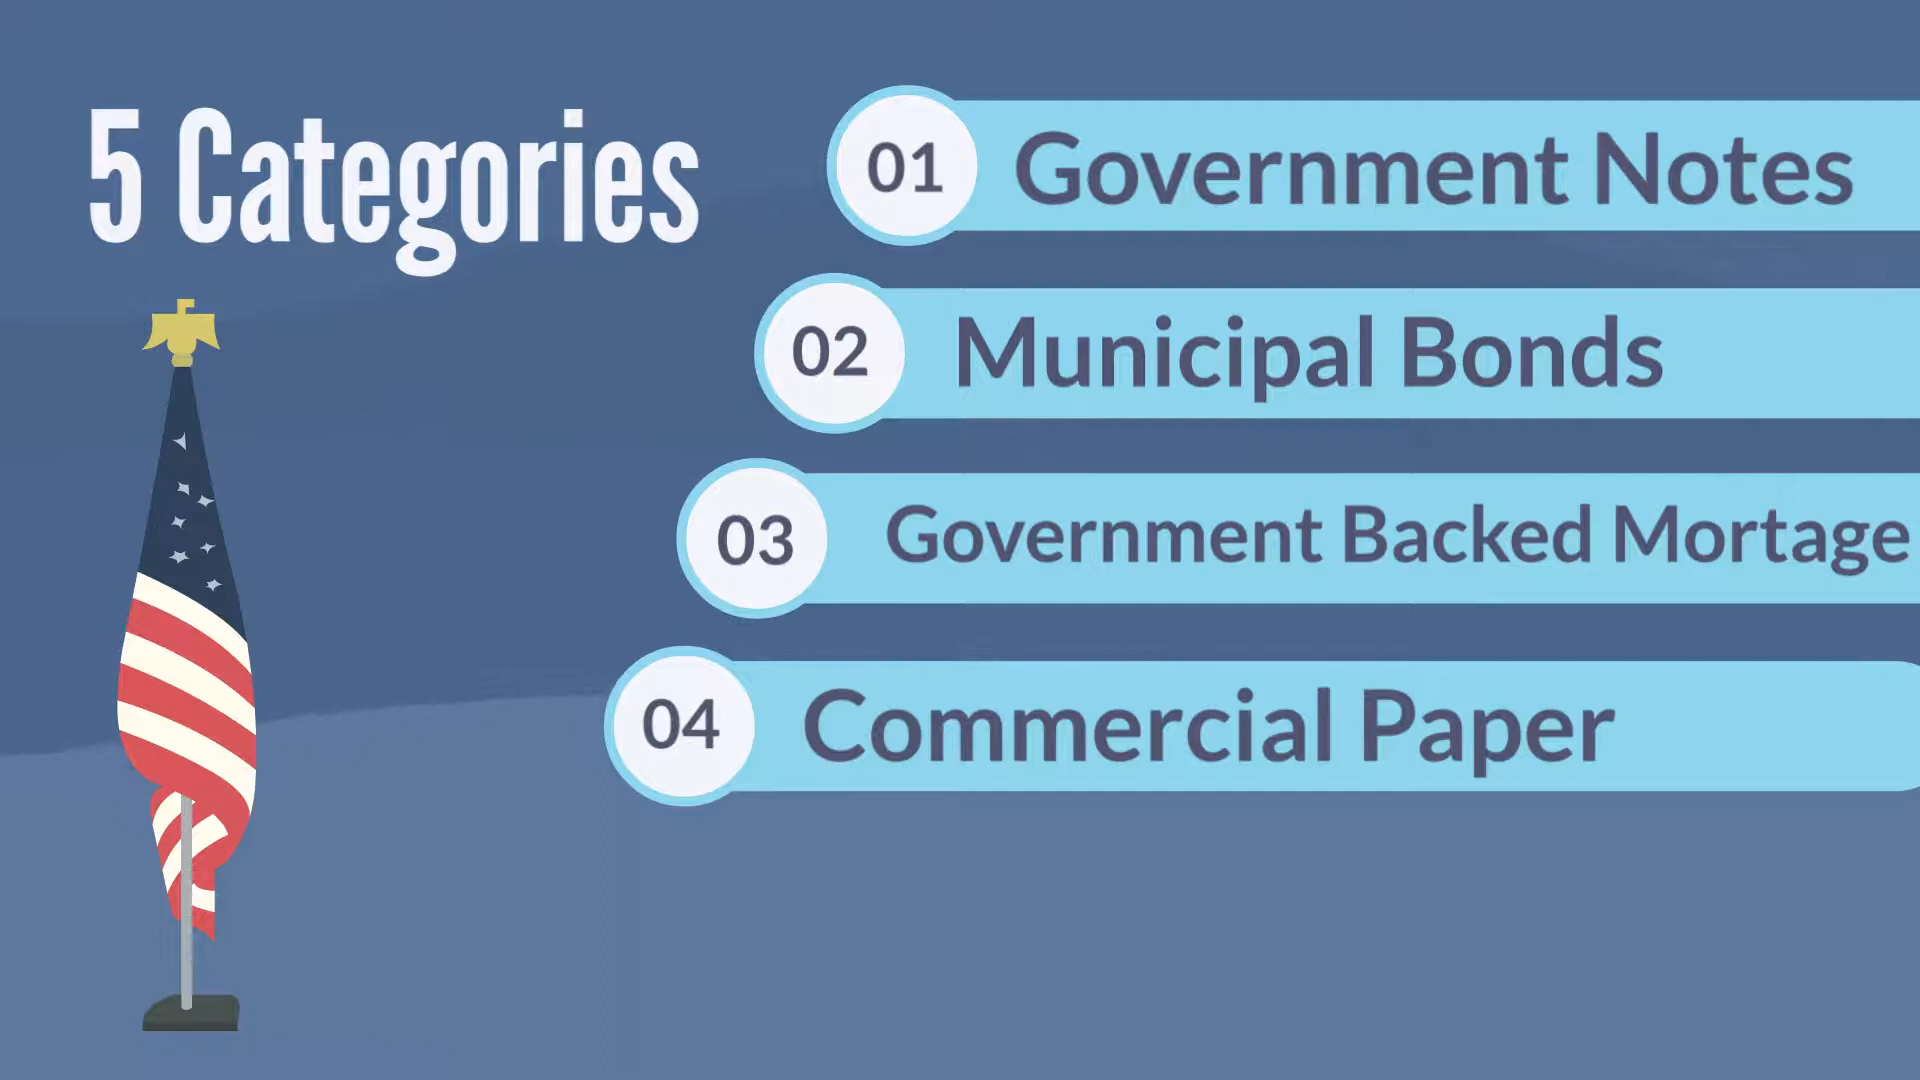 5 Categories
01 Government Notes
02 Municipal Bonds
03 Government Backed Mortage
04 Commercial Paper